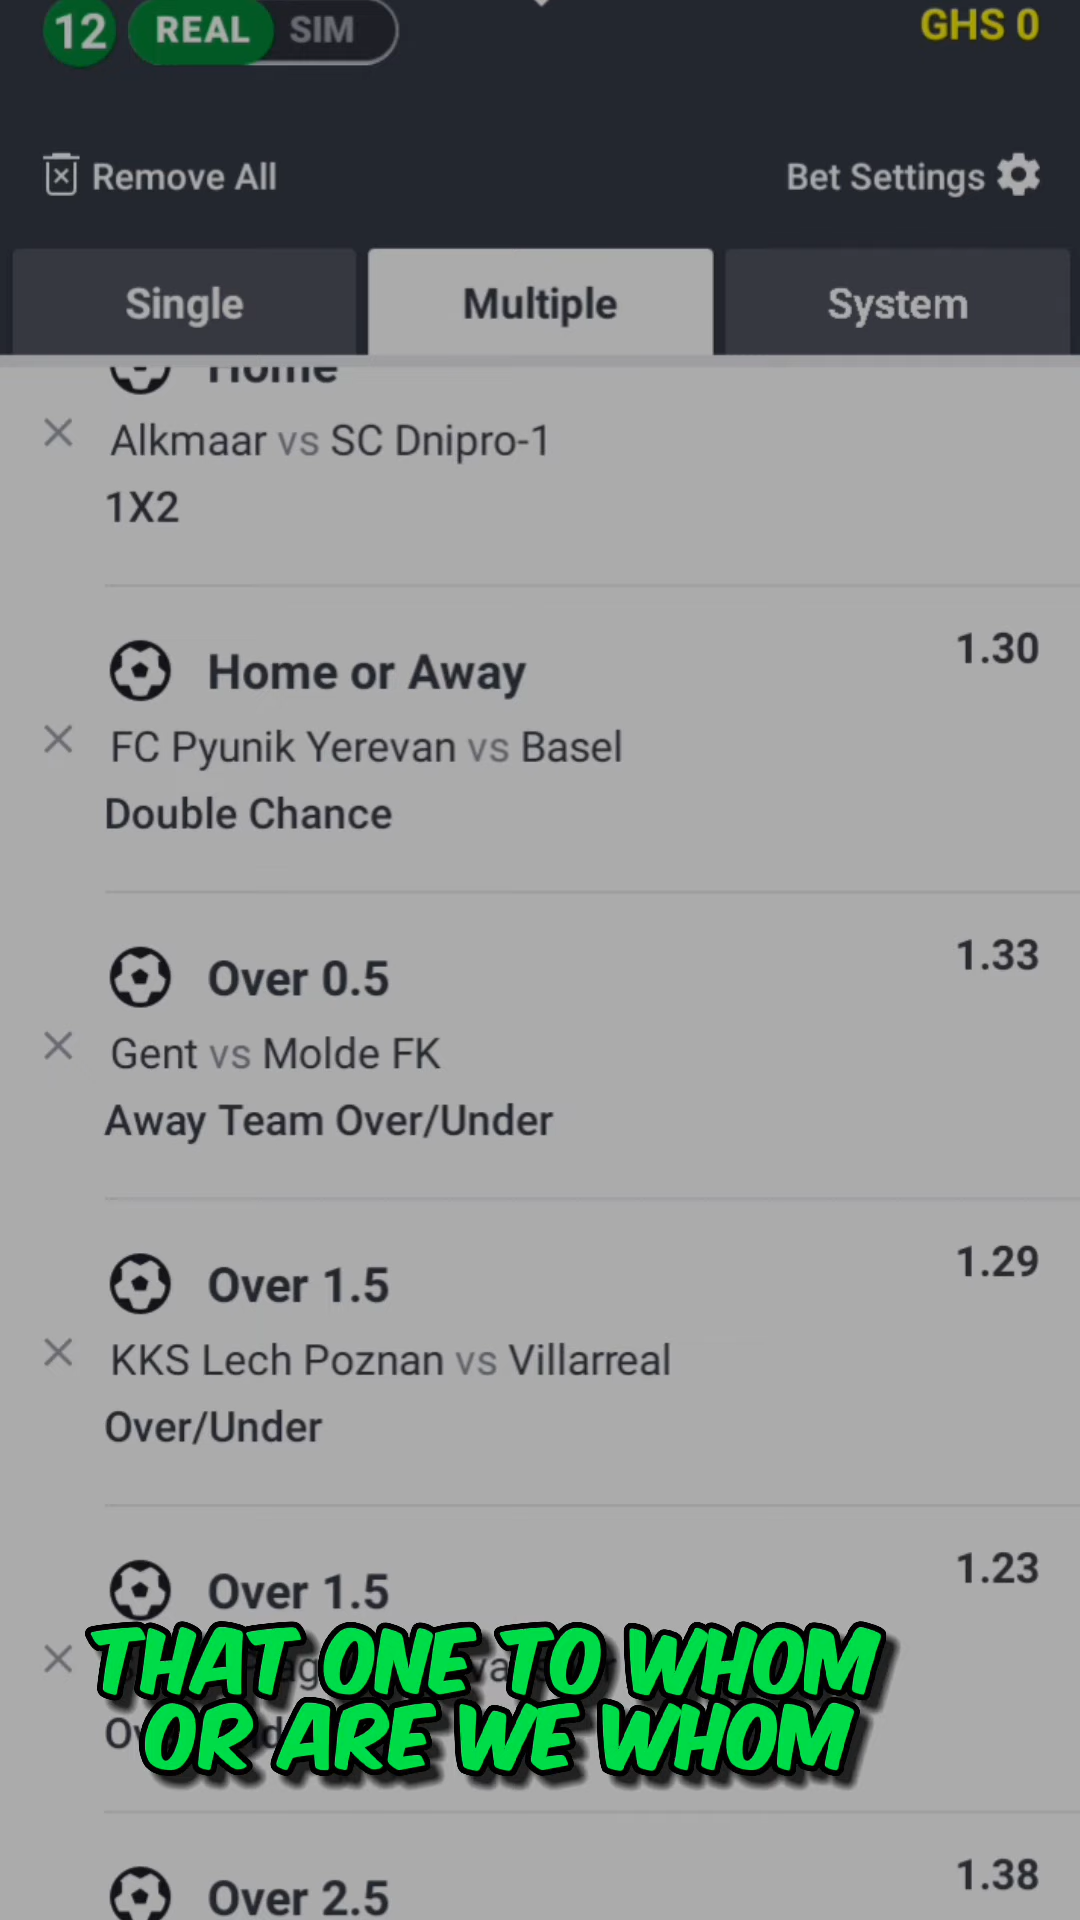 12 REAL SIM GHS 0
Remove All Bet Settings
Single Multiple System
Home
Alkmaar vs SC Dnipro-1
1X2
1.30
Home or Away
FC Pyunik Yerevan vs Basel
Double Chance
1.33
Over 0.5
Gent vs Molde FK
Away Team Over/Under
1.29
Over 1.5
KKS Lech Poznan vs Villarreal
Over/Under
1.23
Over 1.5
THAT ONE TO WHOM
OR ARE WE WHOM
1.38
Over 2.5